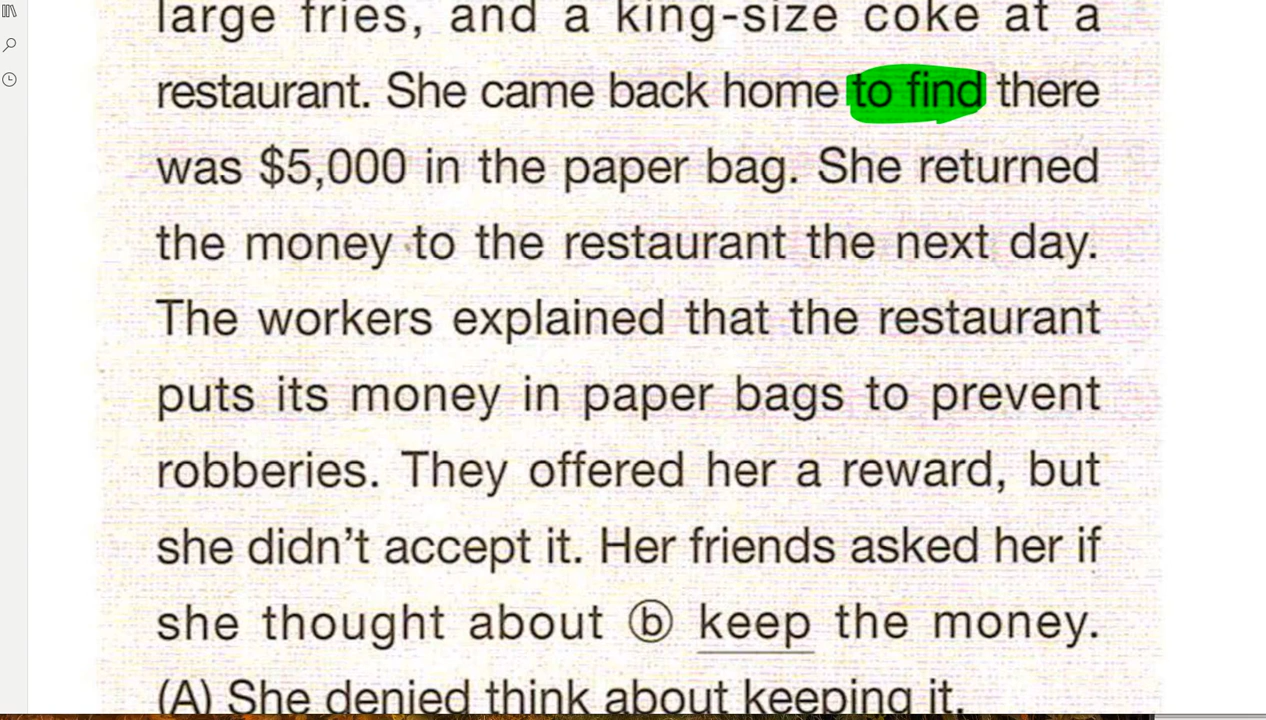 large fries, and a king-size coke at a
restaurant. She came back home to find there
was $5,000 in the paper bag. She returned
the money to the restaurant the next day.
The workers explained that the restaurant
puts its money in paper bags to prevent
robberies. They offered her a reward, but
she didn't accept it. Her friends asked her if
she thought about ⓑ keep the money.
(A) She denied think about keeping it.